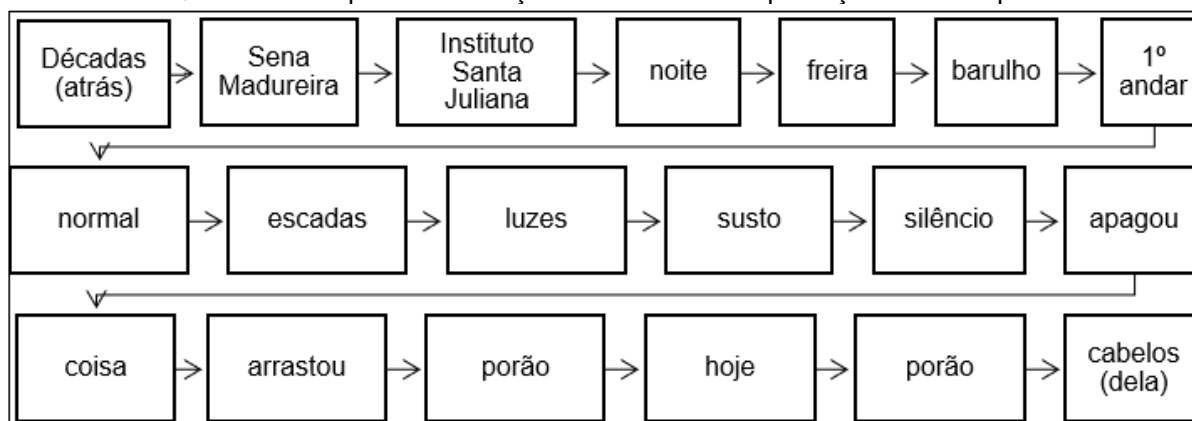 Décadas
(atrás)
Sena
Madureira
Instituto
Santa
Juliana
noite
freira
barulho
1º
andar
normal
escadas
luzes
susto
silêncio
apagou
coisa
arrastou
porão
hoje
porão
cabelos
(dela)